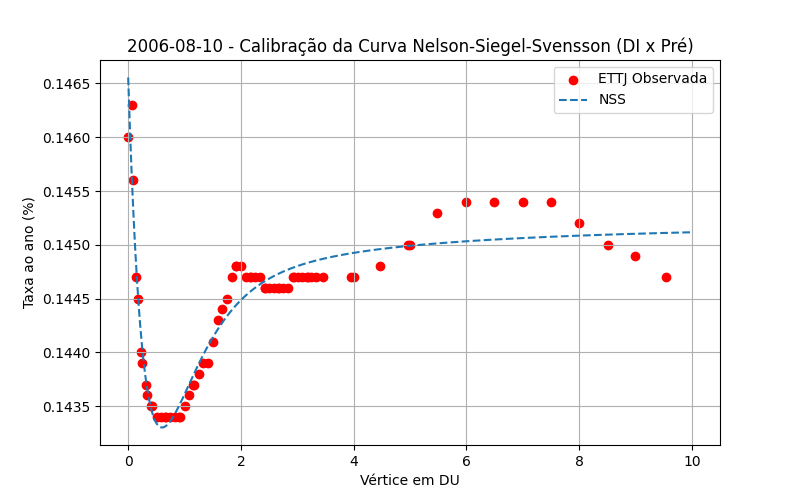 2006-08-10 - Calibração da Curva Nelson-Siegel-Svensson (DI x Pré)
ETTJ Observada
NSS
Taxa ao ano (%)
0.1465
0.1460
0.1455
0.1450
0.1445
0.1440
0.1435
0 2 4 6 8 10
Vértice em DU